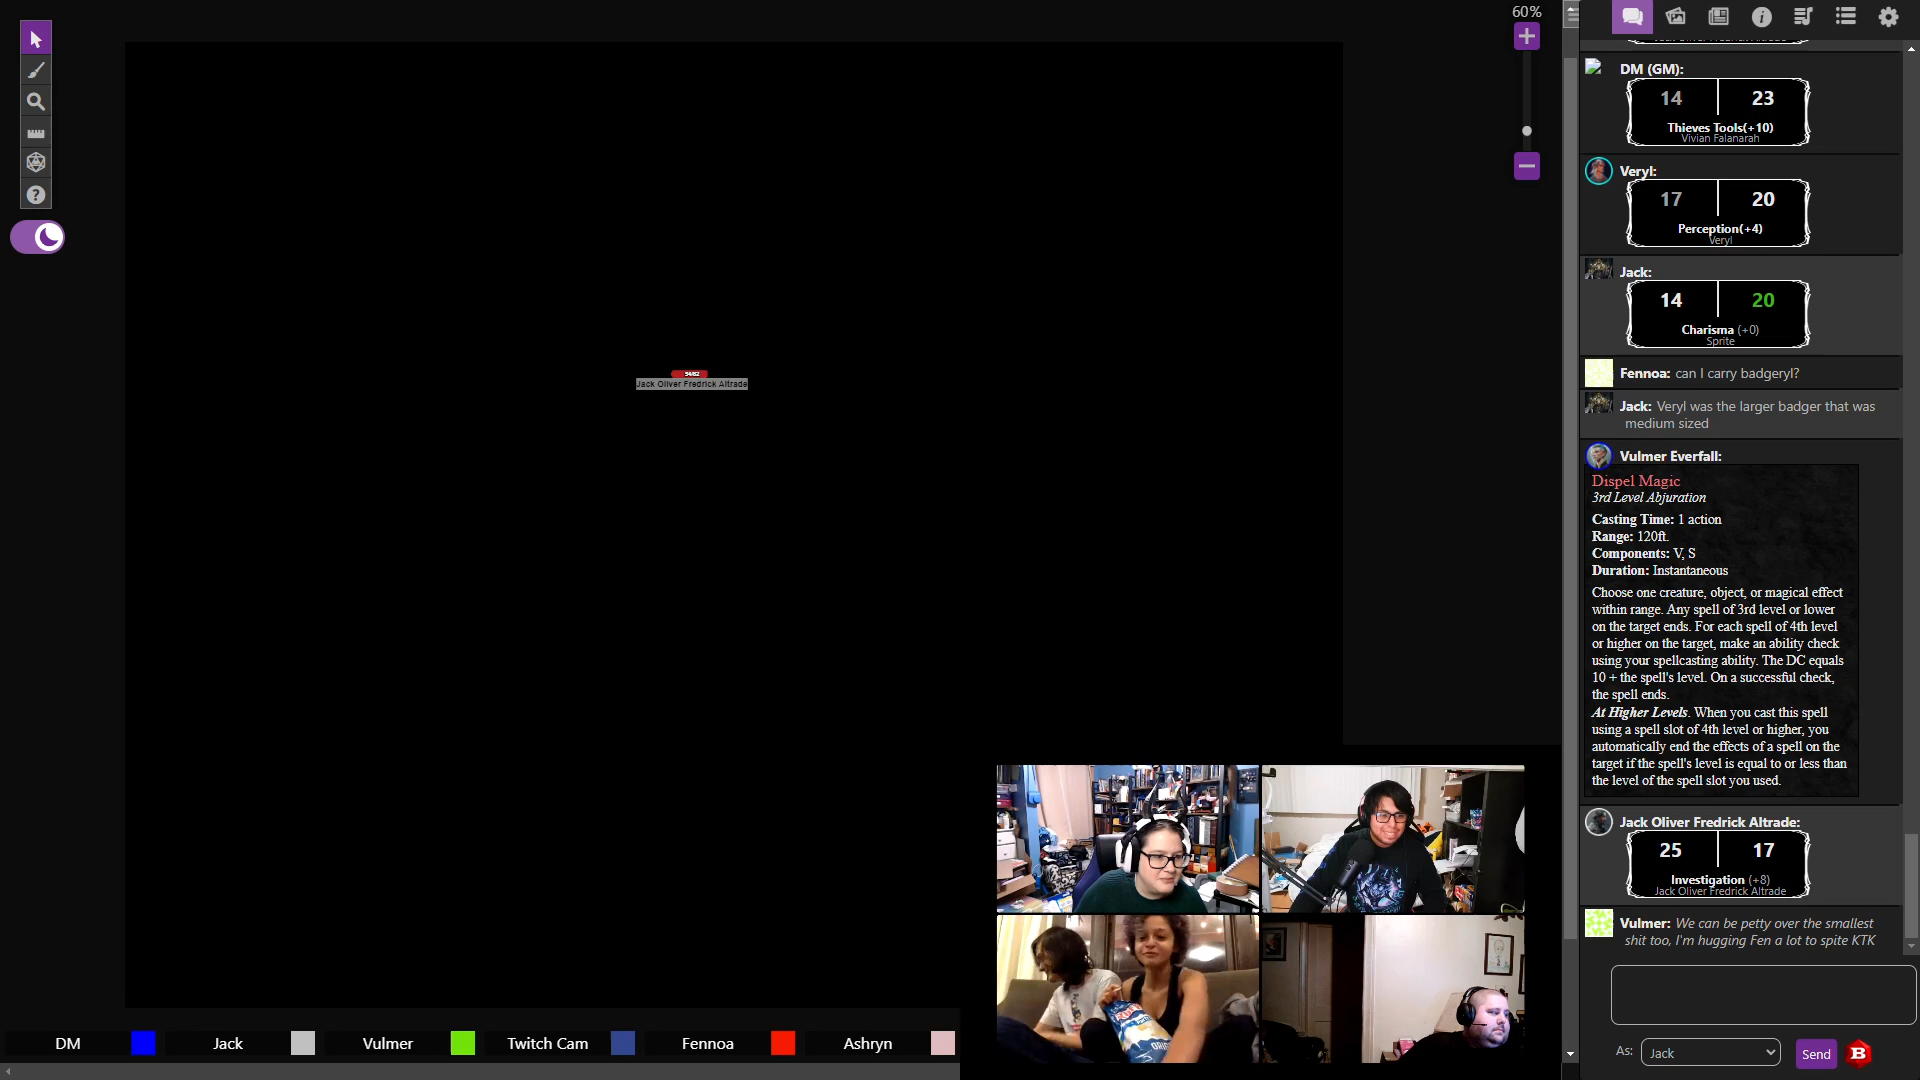 60%
54/82
Jack Oliver Fredrick Altrade
DM (GM):
14 23
Thieves Tools(+10)
Vivian Falanarah
Veryl:
17 20
Perception(+4)
Veryl
Jack:
14 20
Charisma (+0)
Sprite
Fennoa: can I carry badgeryl?
Jack: Veryl was the larger badger that was
medium sized
Vulmer Everfall:
Dispel Magic
3rd Level Abjuration
Casting Time: 1 action
Range: 120ft.
Components: V, S
Duration: Instantaneous
Choose one creature, object, or magical effect
within range. Any spell of 3rd level or lower
on the target ends. For each spell of 4th level
or higher on the target, make an ability check
using your spellcasting ability. The DC equals
10 + the spell's level. On a successful check,
the spell ends.
At Higher Levels. When you cast this spell
using a spell slot of 4th level or higher, you
automatically end the effects of a spell on the
target if the spell's level is equal to or less than
the level of the spell slot you used.
Jack Oliver Fredrick Altrade:
25 17
Investigation (+8)
Jack Oliver Fredrick Altrade
Vulmer: We can be petty over the smallest
shit too, I'm hugging Fen a lot to spite KTK
As: Jack Send B
DM Jack Vulmer Twitch Cam Fennoa Ashryn